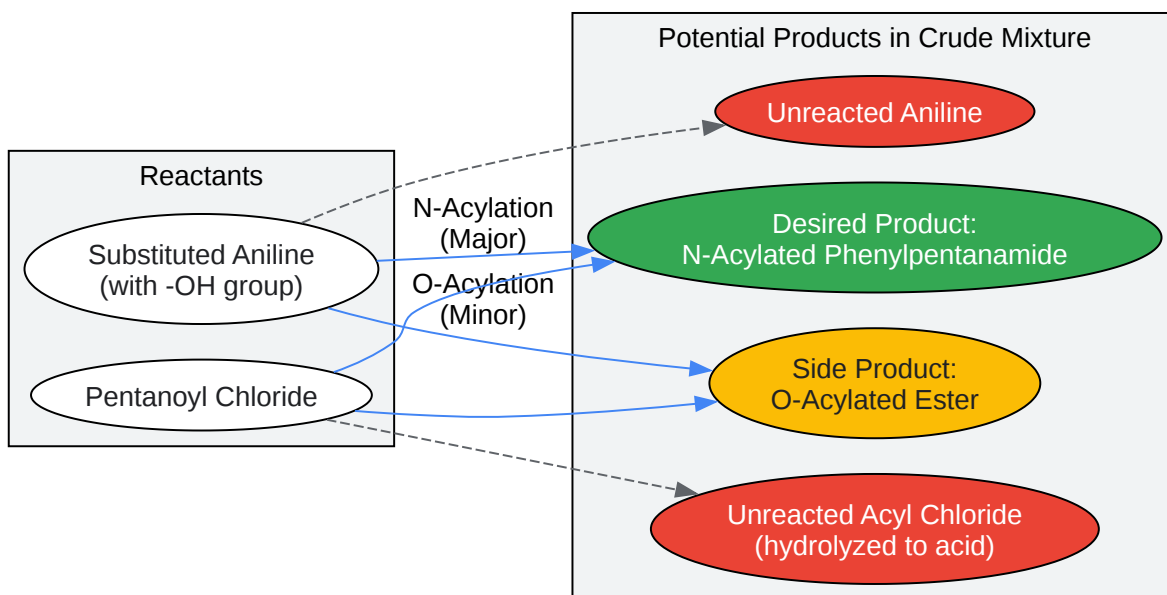 Reactants
Substituted Aniline
(with -OH group)
Pentanoyl Chloride
N-Acylation
(Major)
O-Acylation
(Minor)
Potential Products in Crude Mixture
Unreacted Aniline
Desired Product:
N-Acylated Phenylpentanamide
Side Product:
O-Acylated Ester
Unreacted Acyl Chloride
(hydrolyzed to acid)